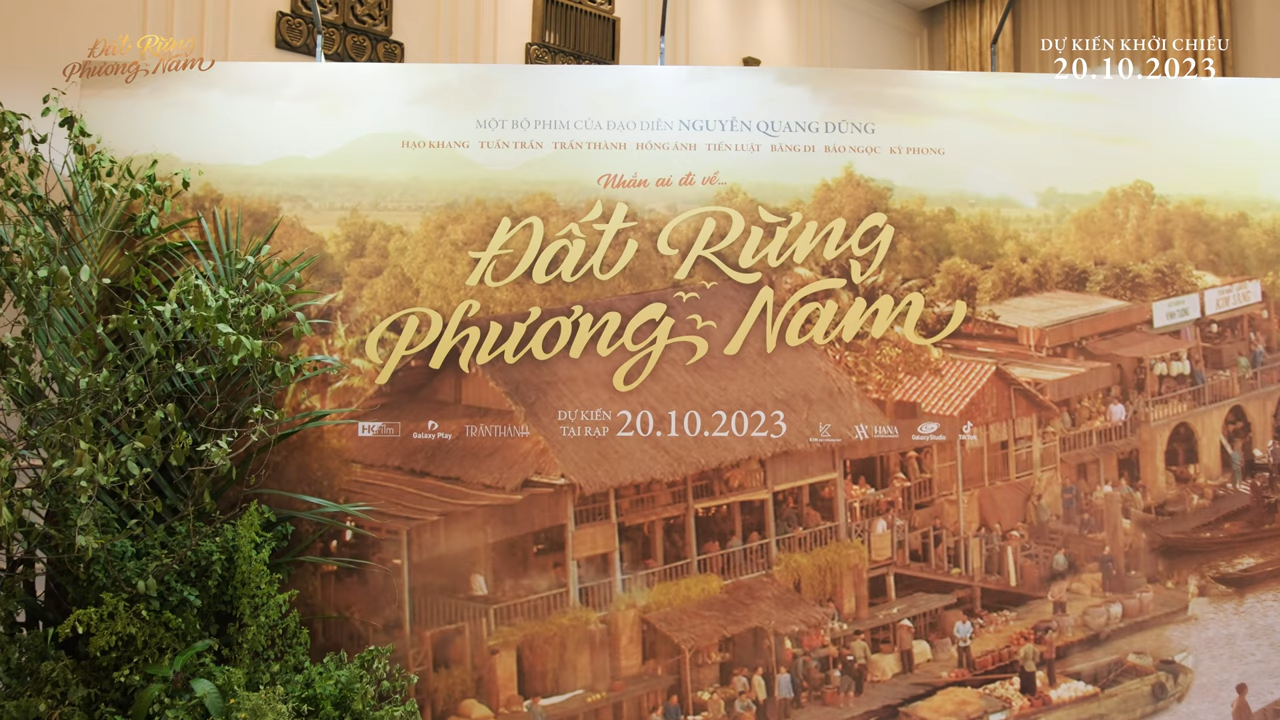 Đất Rừng
Phương Nam
DỰ KIẾN KHỞI CHIẾU
20.10.2023
MỘT BỘ PHIM CỦA ĐẠO DIỄN NGUYỄN QUANG DŨNG
HẠO KHANG TUẤN TRẦN TRẤN THÀNH HỒNG ÁNH TIẾN LUẬT BĂNG DI BẢO NGỌC KỲ PHONG
Nhắn ai đi về...
Đất Rừng
Phương Nam
KIM SANG
HKFilm Galaxy Play TRẤN THÀNH
DỰ KIẾN
TẠI RẠP 20.10.2023
HANA Galaxy Studio TikTok